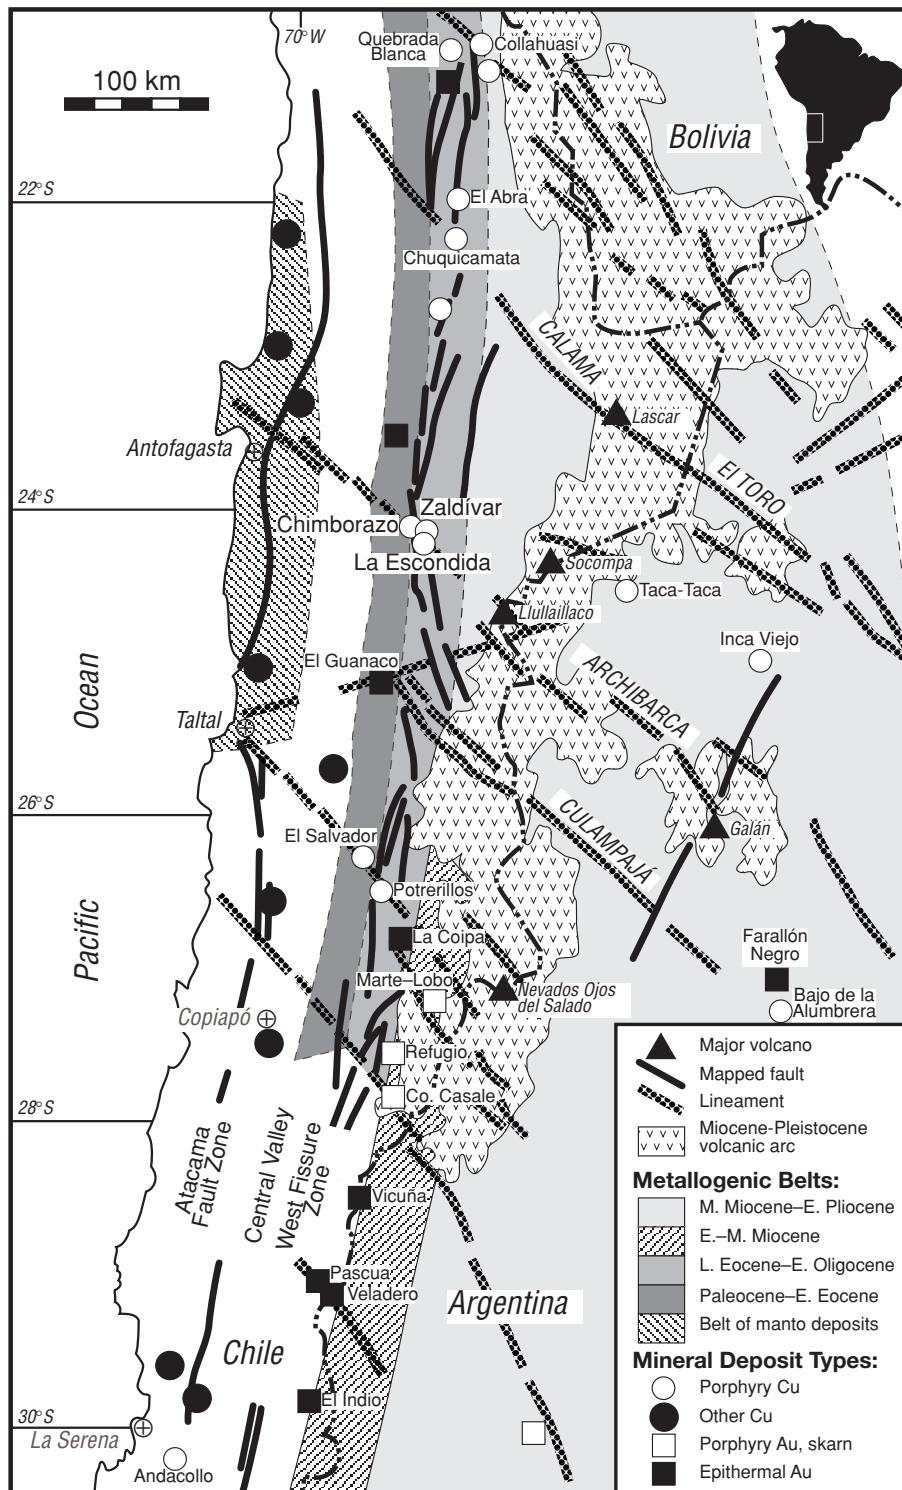 70°W
100 km
Quebrada
Blanca
Collahuasi
Bolivia
22°S
El Abra
Chuquicamata
CALAMA
Lascar
El TORO
Antofagasta
24°S
Zaldívar
Chimborazo
La Escondida
Socompa
Taca-Taca
Llullaillaco
Inca Viejo
El Guanaco
ARCHIBARCA
Ocean
Taltal
26°S
CULAMPAJÁ
Galán
El Salvador
Potrerillos
Pacific
La Coipa
Farallón
Negro
Marte–Lobo
Nevados Ojos
del Salado
Bajo de la
Alumbrera
Copiapó
Refugio
Co. Casale
28°S
Atacama
Fault Zone
Central Valley
West Fissure
Zone
Vicuña
Pascua
Veladero
Argentina
Chile
El Indio
30°S
La Serena
Andacollo
Major volcano
Mapped fault
Lineament
Miocene-Pleistocene
volcanic arc
Metallogenic Belts:
M. Miocene–E. Pliocene
E.–M. Miocene
L. Eocene–E. Oligocene
Paleocene–E. Eocene
Belt of manto deposits
Mineral Deposit Types:
Porphyry Cu
Other Cu
Porphyry Au, skarn
Epithermal Au